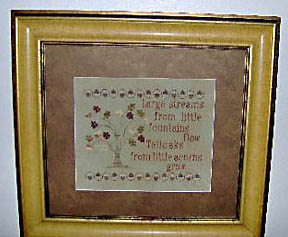 large streams
from little
fountains
flow
Tall oaks
from little acorns
grow